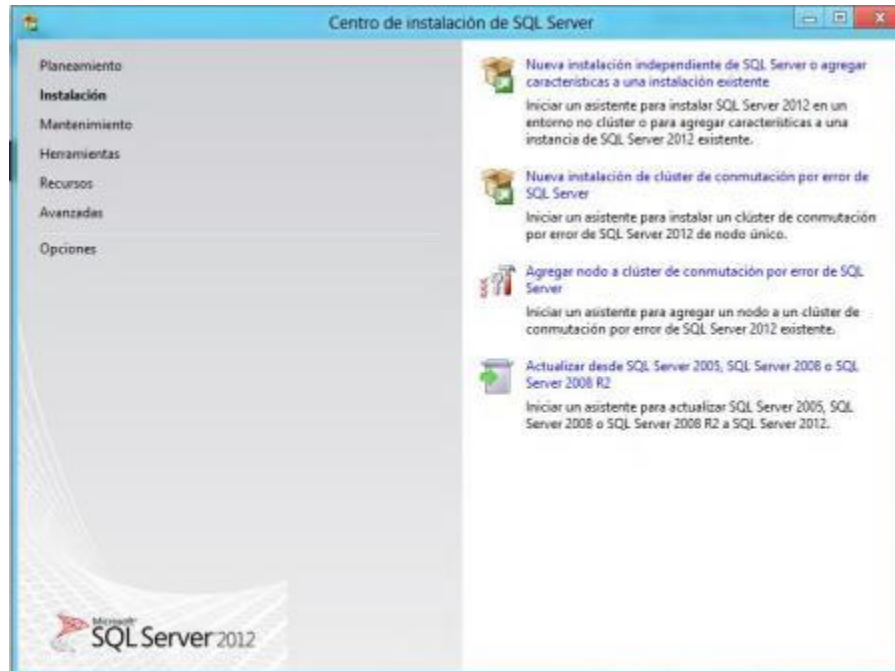 Centro de instalación de SQL Server
Planeamiento
Instalación
Mantenimiento
Herramientas
Recursos
Avanzadas
Opciones
Nueva instalación independiente de SQL Server o agregar
características a una instalación existente
Iniciar un asistente para instalar SQL Server 2012 en un
entorno no clúster o para agregar características a una
instancia de SQL Server 2012 existente.
Nueva instalación de clúster de conmutación por error de
SQL Server
Iniciar un asistente para instalar un clúster de conmutación
por error de SQL Server 2012 de nodo único.
Agregar nodo a clúster de conmutación por error de SQL
Server
Iniciar un asistente para agregar un nodo a un clúster de
conmutación por error de SQL Server 2012 existente.
Actualizar desde SQL Server 2005, SQL Server 2008 o SQL
Server 2008 R2
Iniciar un asistente para actualizar SQL Server 2005, SQL
Server 2008 o SQL Server 2008 R2 a SQL Server 2012.
Microsoft
SQL Server 2012